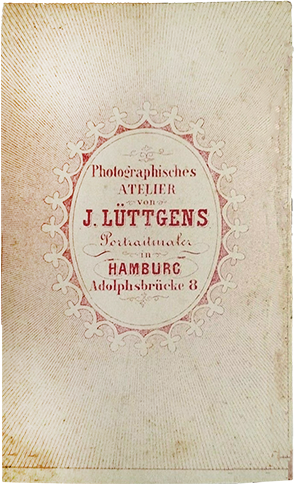 Photographisches
ATELIER
von
J. LÜTTGENS
Portraitmaler
in
HAMBURG
Adolphsbrücke 8